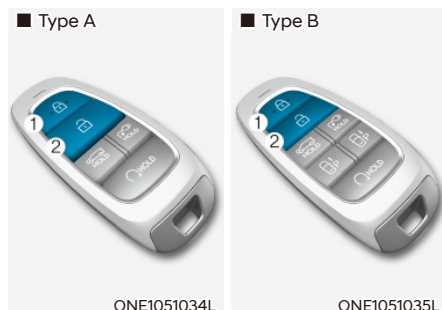 ■ Type A
1
2
HOLD
HOLD
HOLD
ONE1051034L
■ Type B
1
2
HOLD
P
HOLD
P
HOLD
ONE1051035L